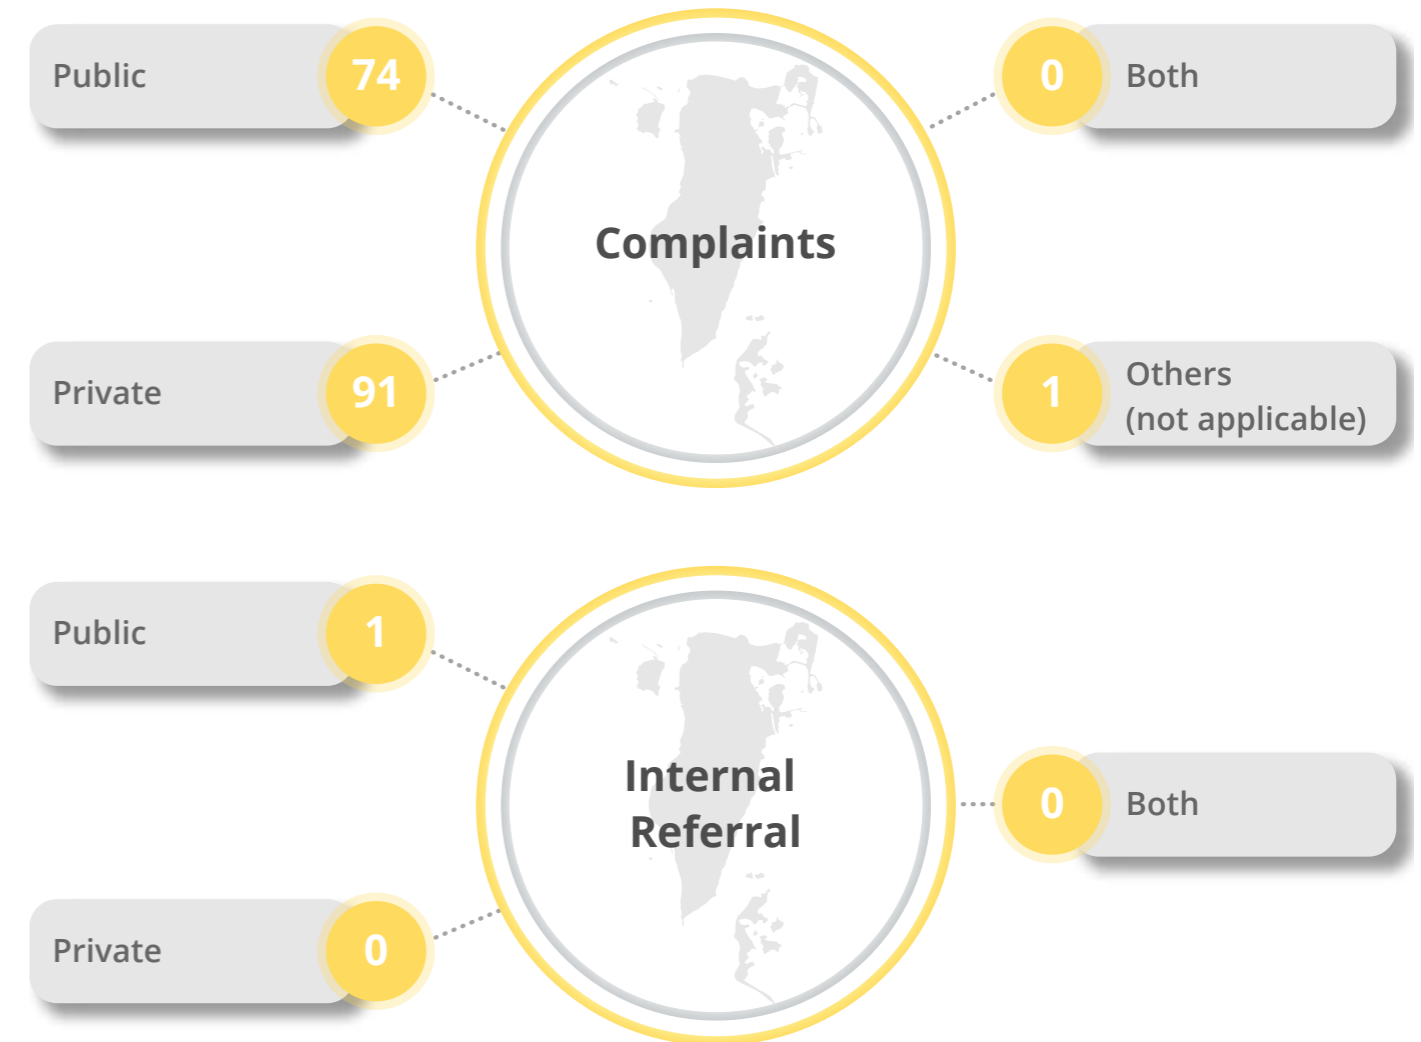 Public
74
0
Both
Complaints
Private
91
1
Others
(not applicable)
Public
1
Internal
Referral
0
Both
Private
0